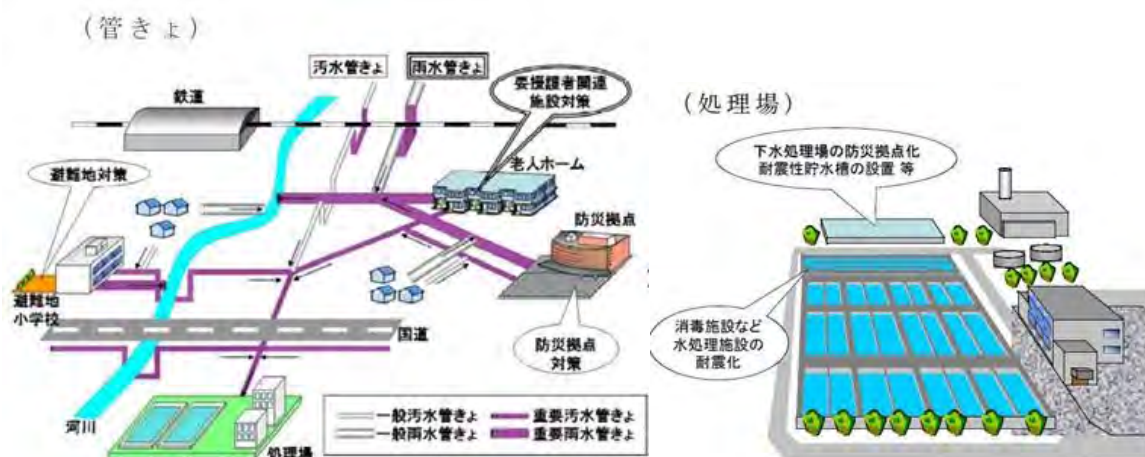 (管きょ)
汚水管きょ
雨水管きょ
要援護者関連
施設対策
鉄道
老人ホーム
避難地対策
防災拠点
避難地
小学校
国道
防災拠点
対策
河川
処理場
一般汚水管きょ
重要汚水管きょ
一般雨水管きょ
重要雨水管きょ
(処理場)
下水処理場の防災拠点化
耐震性貯水槽の設置 等
消毒施設など
水処理施設の
耐震化